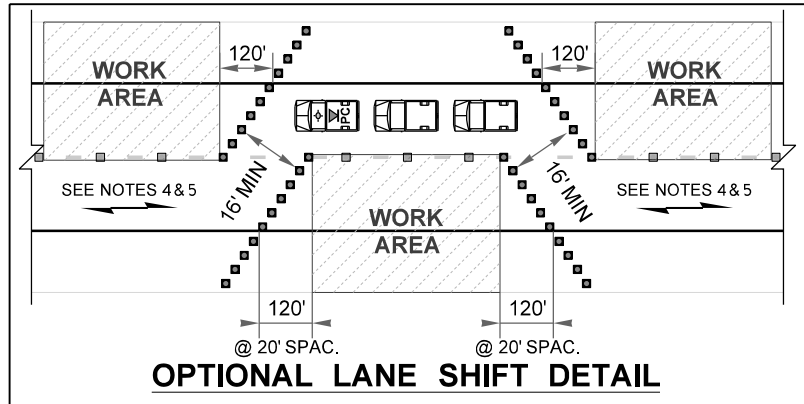 120'
120'
WORK
AREA
WORK
AREA
PC
16' MIN
16' MIN
SEE NOTES 4 & 5
SEE NOTES 4 & 5
WORK
AREA
120'
120'
@ 20' SPAC.
@ 20' SPAC.
OPTIONAL LANE SHIFT DETAIL